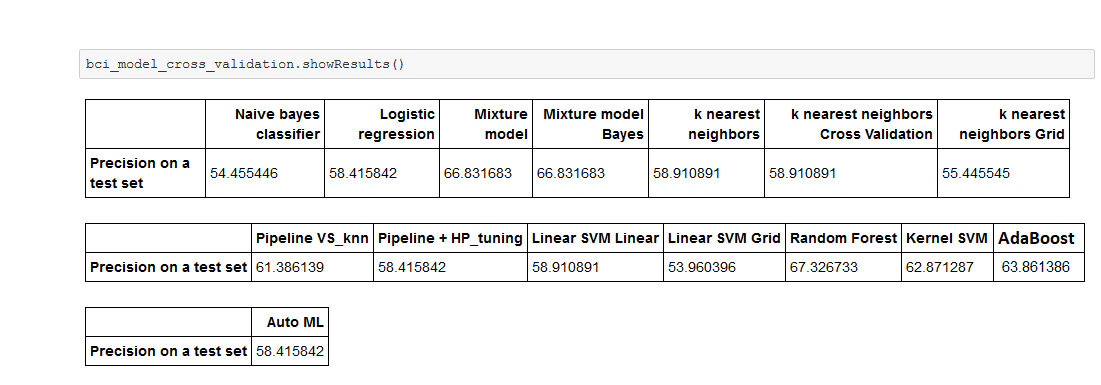 bci_model_cross_validation.showResults()
Naive bayes classifier Logistic regression Mixture model Mixture model Bayes k nearest neighbors k nearest neighbors Cross Validation k nearest neighbors Grid
Precision on a test set 54.455446 58.415842 66.831683 66.831683 58.910891 58.910891 55.445545
Pipeline VS_knn Pipeline + HP_tuning Linear SVM Linear Linear SVM Grid Random Forest Kernel SVM AdaBoost
Precision on a test set 61.386139 58.415842 58.910891 53.960396 67.326733 62.871287 63.861386
Auto ML
Precision on a test set 58.415842